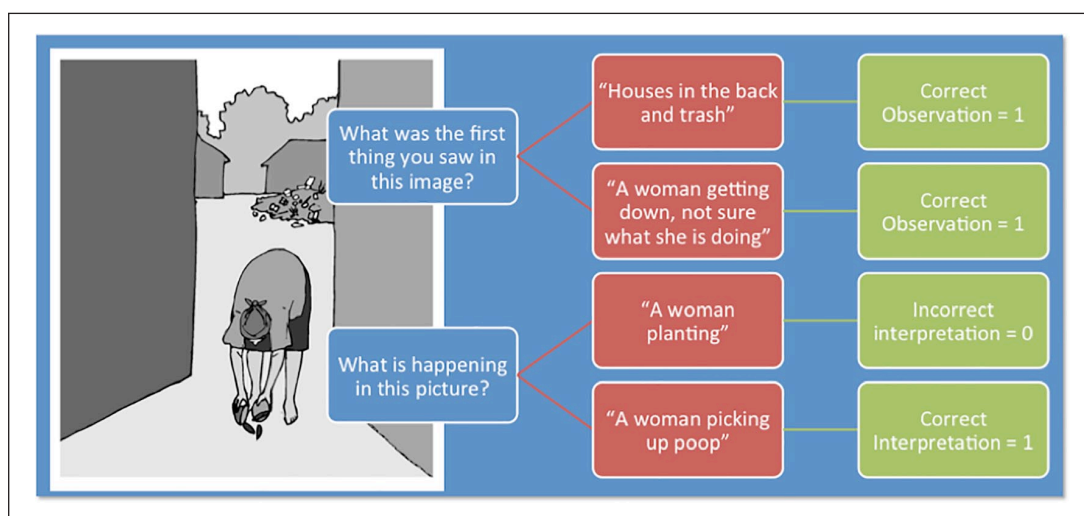 What was the first
thing you saw in
this image?
“Houses in the back
and trash”
Correct
Observation = 1
“A woman getting
down, not sure
what she is doing”
Correct
Observation = 1
What is happening
in this picture?
“A woman
planting”
Incorrect
interpretation = 0
“A woman picking
up poop”
Correct
Interpretation = 1